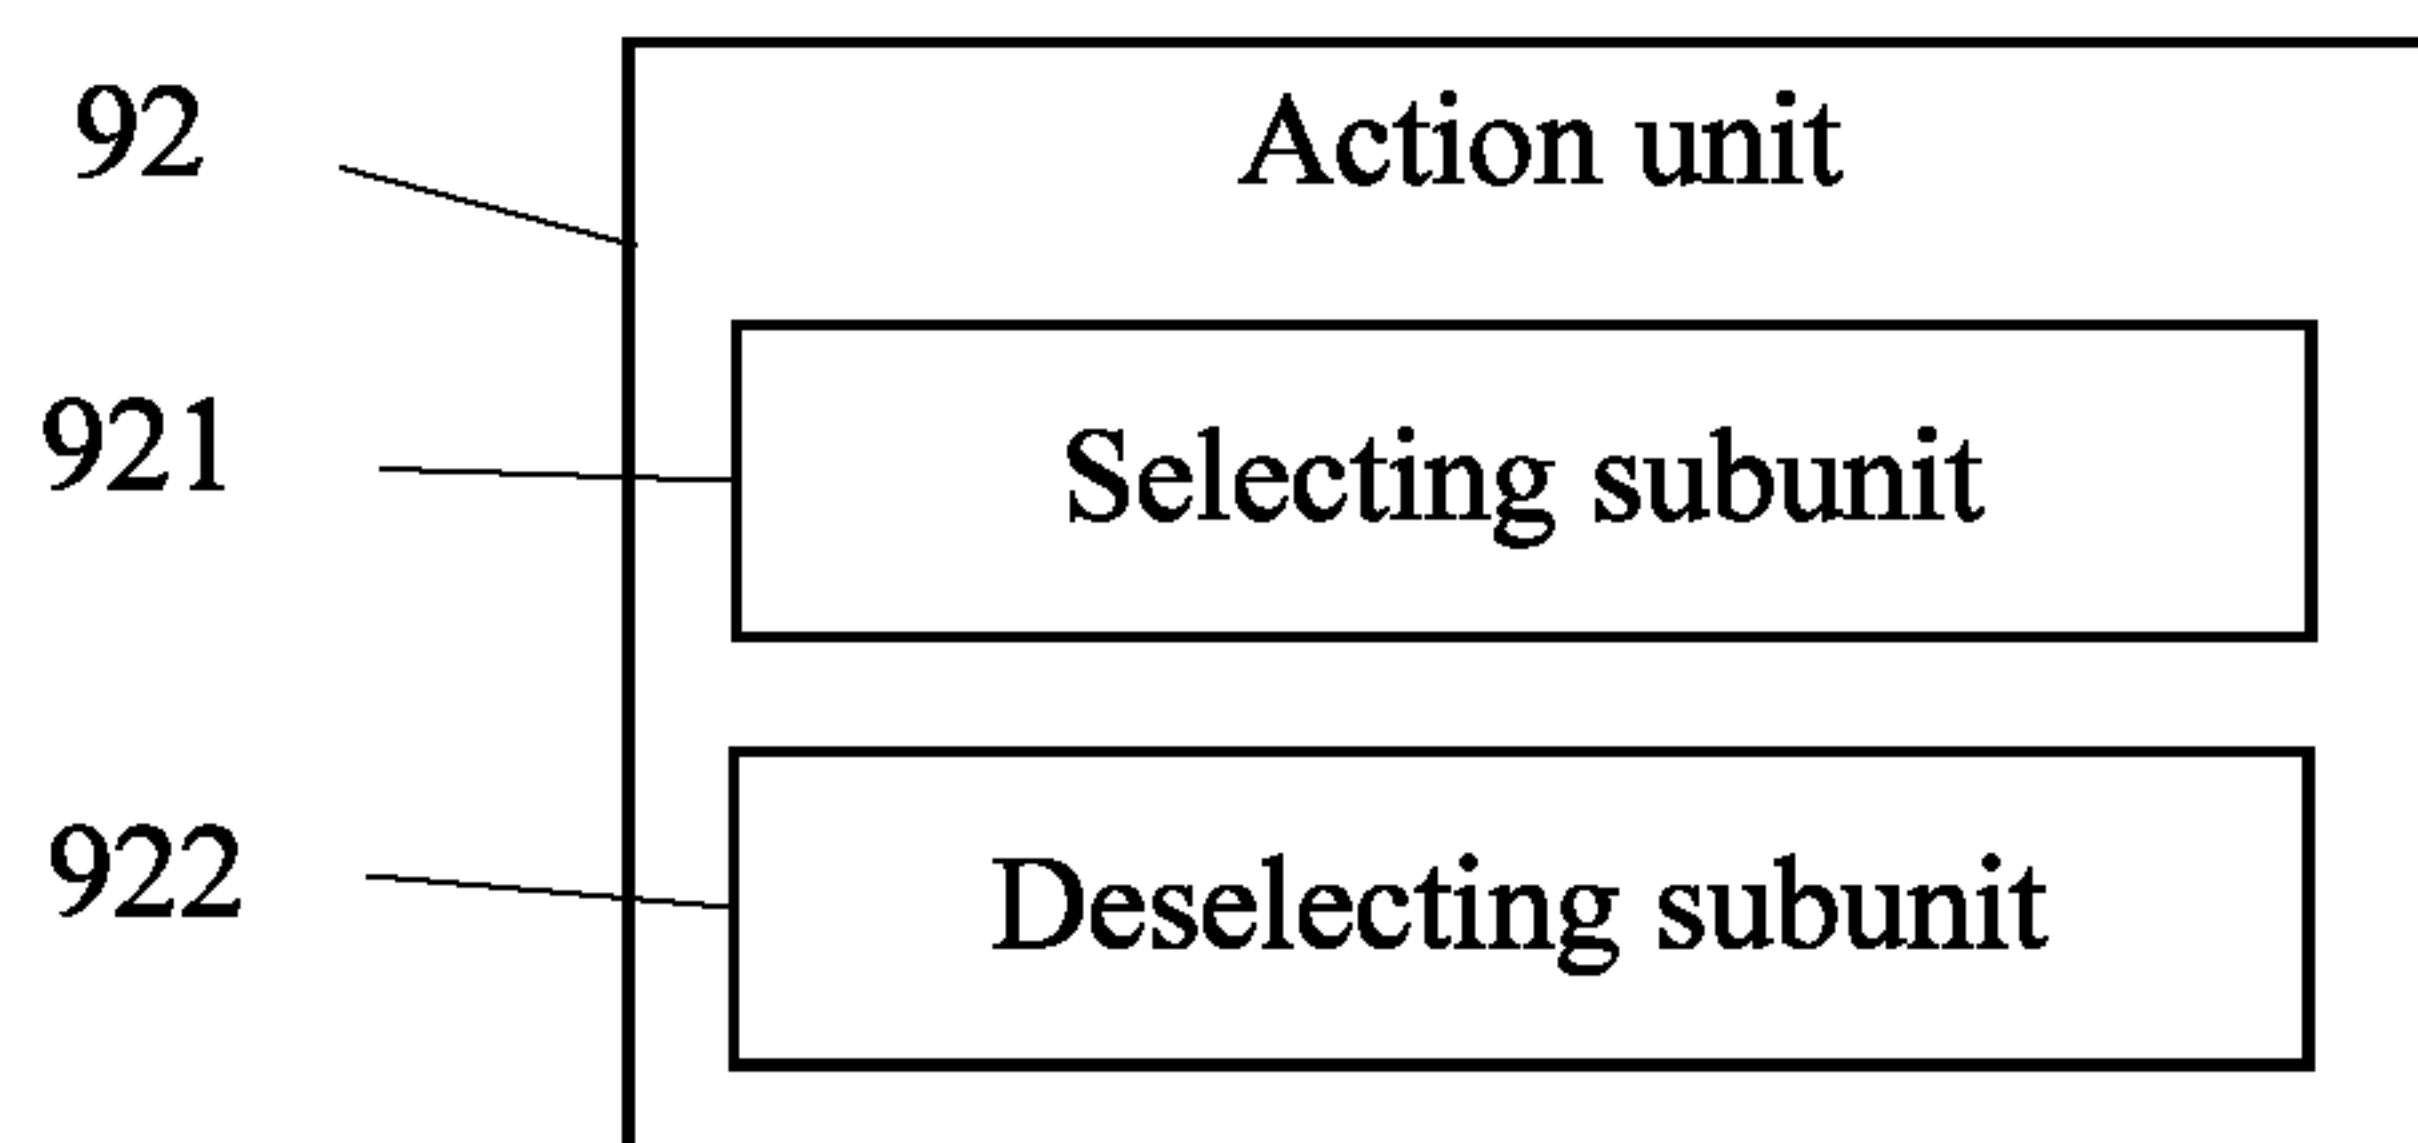 92
Action unit
921
Selecting subunit
922
Deselecting subunit